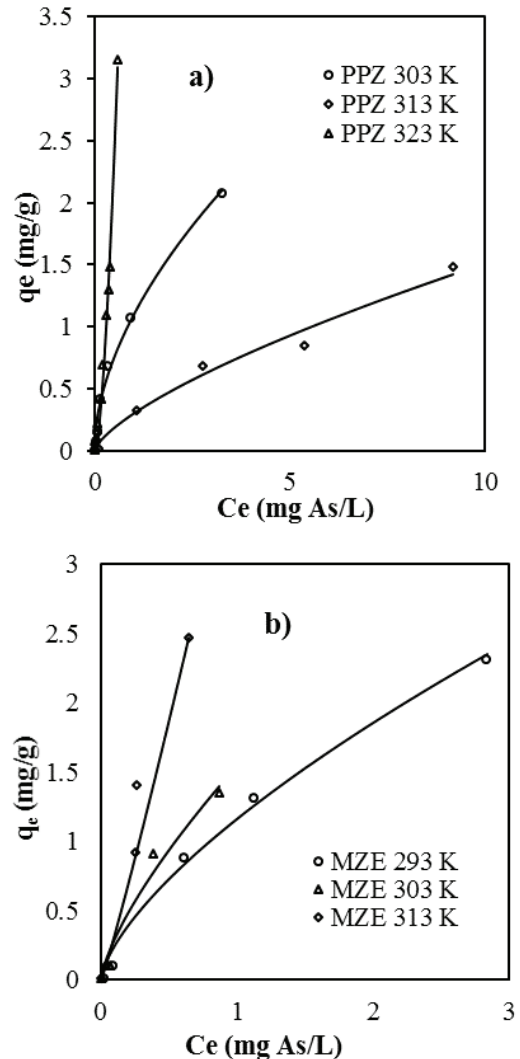 3.5
3
2.5
2
1.5
1
0.5
0
qe (mg/g)
a)
PPZ 303 K
PPZ 313 K
PPZ 323 K
0 5 10
Ce (mg As/L)
3
2.5
2
1.5
1
0.5
0
qe (mg/g)
b)
MZE 293 K
MZE 303 K
MZE 313 K
0 1 2 3
Ce (mg As/L)